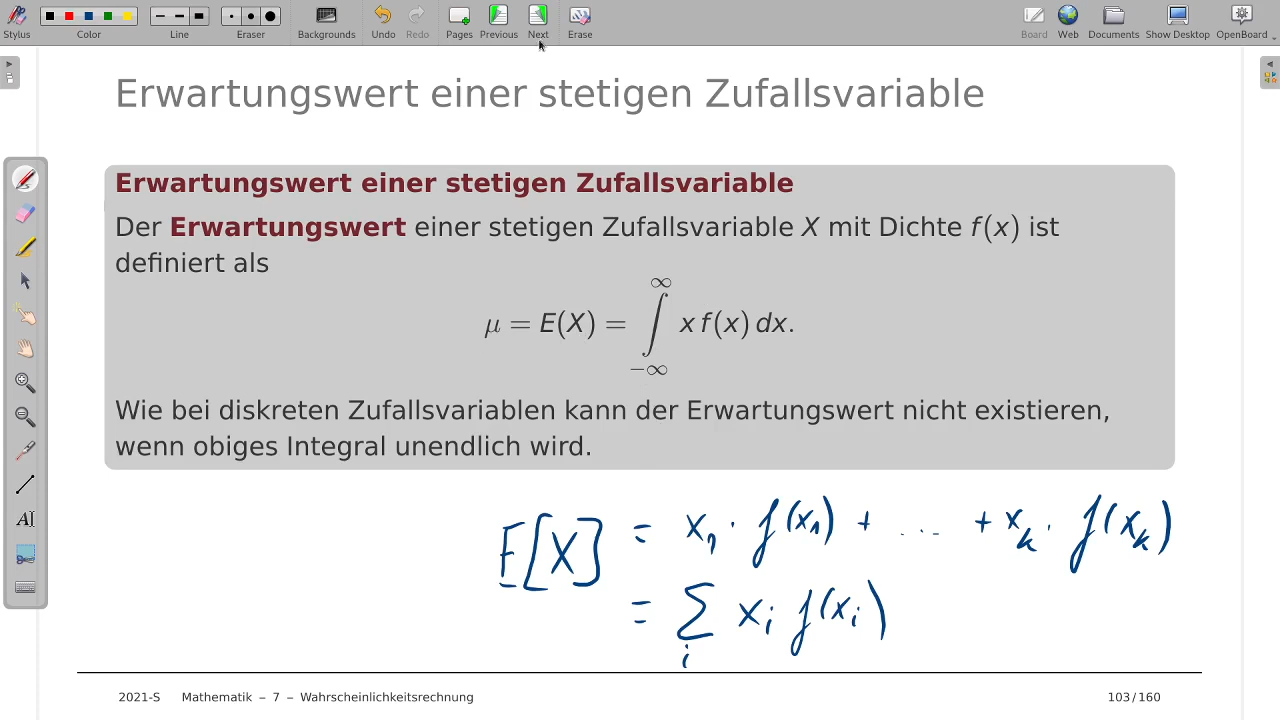 Stylus Color Line Eraser Backgrounds Undo Redo Pages Previous Next Erase Board Web Documents Show Desktop OpenBoard
Erwartungswert einer stetigen Zufallsvariable
Erwartungswert einer stetigen Zufallsvariable
Der Erwartungswert einer stetigen Zufallsvariable X mit Dichte f(x) ist
definiert als
μ = E(X) = ∫_{−∞}^{∞} x f(x) dx.
Wie bei diskreten Zufallsvariablen kann der Erwartungswert nicht existieren,
wenn obiges Integral unendlich wird.
E[X] = x₁ · f(x₁) + ... + xₖ · f(xₖ)
= ∑_i x_i f(x_i)
2021-S Mathematik – 7 – Wahrscheinlichkeitsrechnung 103/160